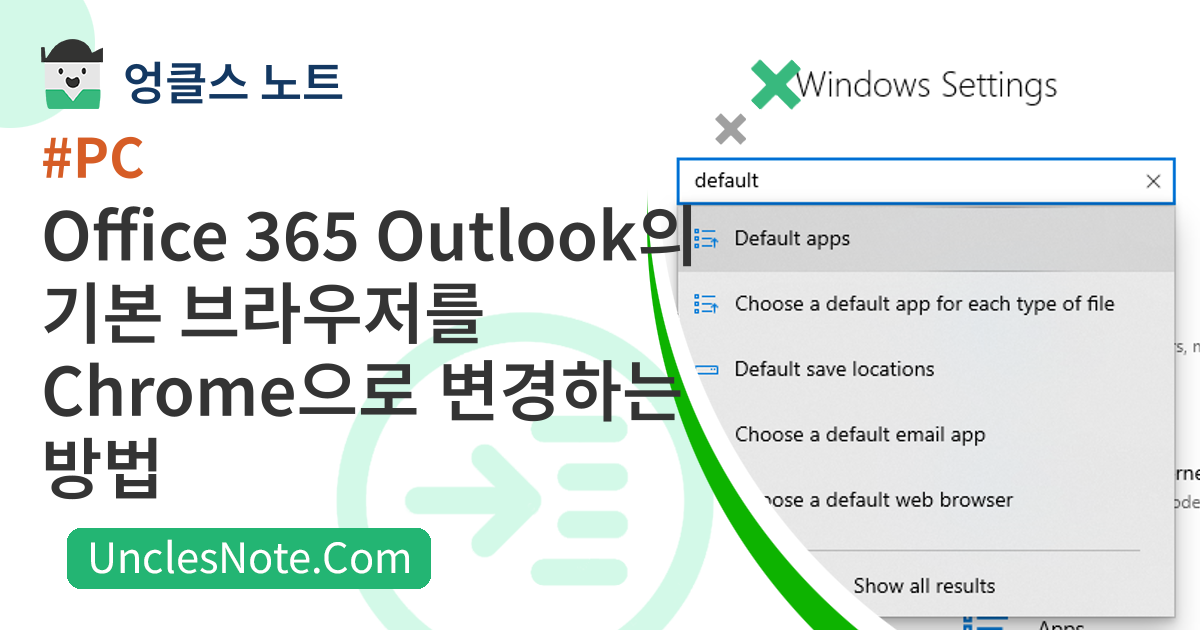 엉클스 노트
#PC
Office 365 Outlook의
기본 브라우저를
Chrome으로 변경하는
방법
UnclesNote.Com
Windows Settings
default
Default apps
Choose a default app for each type of file
Default save locations
Choose a default email app
a default web browser
Show all results
Apps